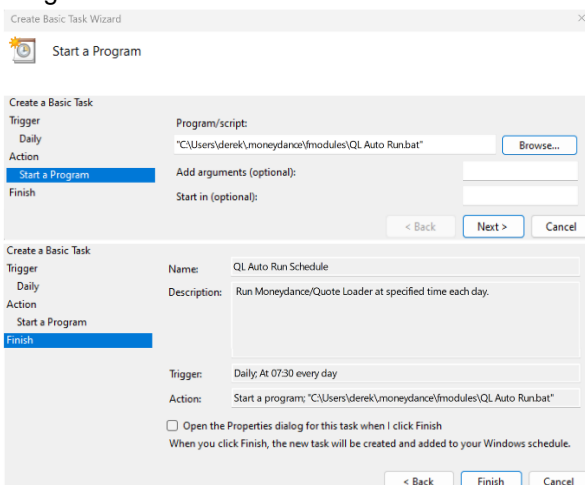 Create Basic Task Wizard
Start a Program
Create a Basic Task
Trigger
Daily
Action
Start a Program
Finish
Program/script:
"C:\Users\derek\.moneydance\fmodules\QL Auto Run.bat"
Browse...
Add arguments (optional):
Start in (optional):
< Back
Next >
Cancel
Create a Basic Task
Trigger
Daily
Action
Start a Program
Finish
Name:
QL Auto Run Schedule
Description:
Run Moneydance/Quote Loader at specified time each day.
Trigger:
Daily; At 07:30 every day
Action:
Start a program; "C:\Users\derek\.moneydance\fmodules\QL Auto Run.bat"
Open the Properties dialog for this task when I click Finish
When you click Finish, the new task will be created and added to your Windows schedule.
< Back
Finish
Cancel